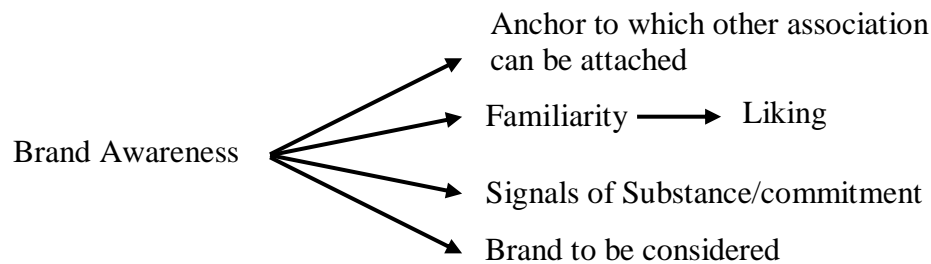 Anchor to which other association
can be attached
Familiarity
Liking
Brand Awareness
Signals of Substance/commitment
Brand to be considered